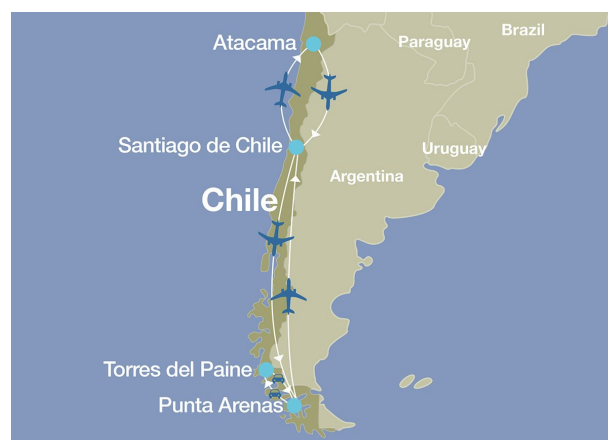 Brazil
Atacama
Paraguay
Santiago de Chile
Uruguay
Argentina
Chile
Torres del Paine
Punta Arenas